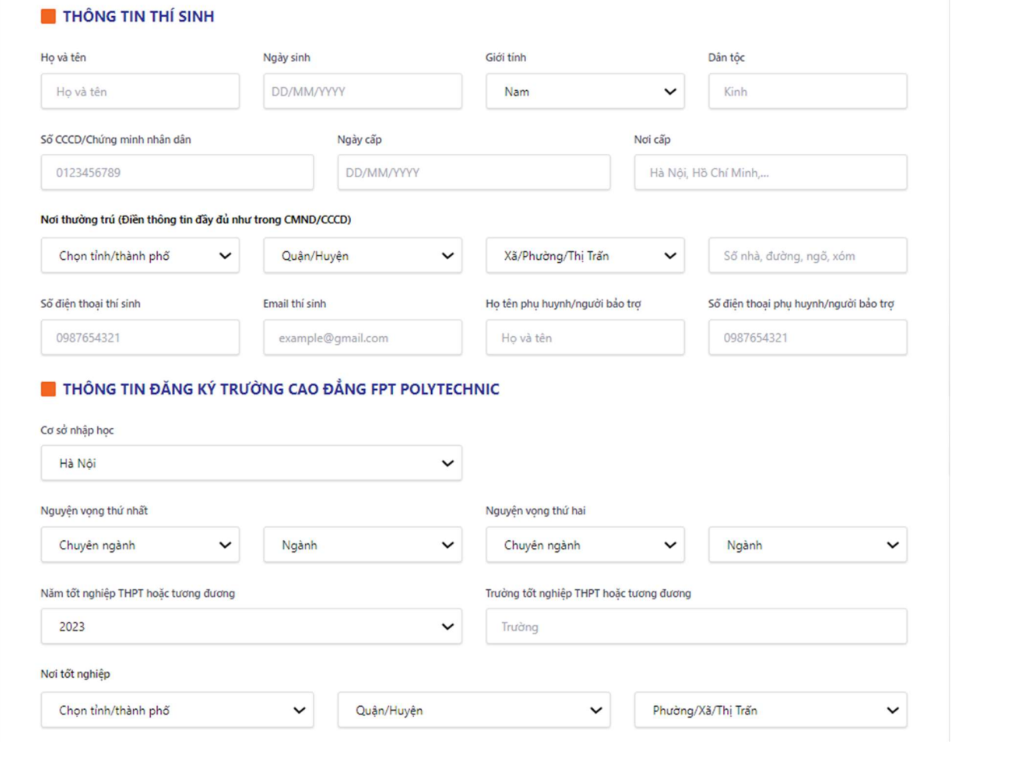 THÔNG TIN THÍ SINH
Họ và tên Ngày sinh Giới tính Dân tộc
Họ và tên DD/MM/YYYY Nam Kinh
Số CCCD/Chứng minh nhân dân Ngày cấp Nơi cấp
0123456789 DD/MM/YYYY Hà Nội, Hồ Chí Minh,...
Nơi thường trú (Điền thông tin đầy đủ như trong CMND/CCCD)
Chọn tỉnh/thành phố Quận/Huyện Xã/Phường/Thị Trấn Số nhà, đường, ngõ, xóm
Số điện thoại thí sinh Email thí sinh Họ tên phụ huynh/người bảo trợ Số điện thoại phụ huynh/người bảo trợ
0987654321 example@gmail.com Họ và tên 0987654321
THÔNG TIN ĐĂNG KÝ TRƯỜNG CAO ĐẲNG FPT POLYTECHNIC
Cơ sở nhập học
Hà Nội
Nguyện vọng thứ nhất Nguyện vọng thứ hai
Chuyên ngành Ngành Chuyên ngành Ngành
Năm tốt nghiệp THPT hoặc tương đương Trường tốt nghiệp THPT hoặc tương đương
2023 Trường
Nơi tốt nghiệp
Chọn tỉnh/thành phố Quận/Huyện Phường/Xã/Thị Trấn